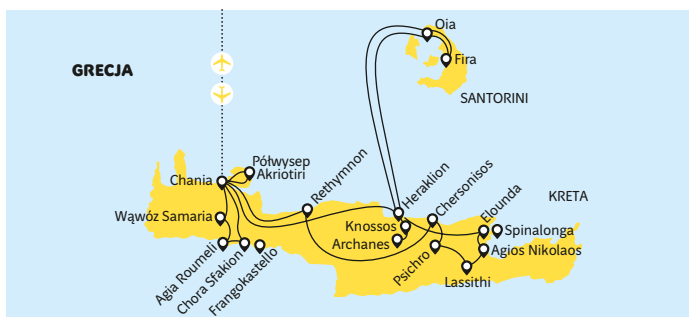 Oia
GRECJA
Fira
SANTORINI
Półwysep
Akriotiri
Chania
Rethymnon
Heraklion
Chersonisos
KRETA
Elounda
Wąwóz Samaria
Knossos
Spinalonga
Archanes
Agios Nikolaos
Agia Roumeli
Chora Sfakion
Frangokastello
Psichro
Lassithi